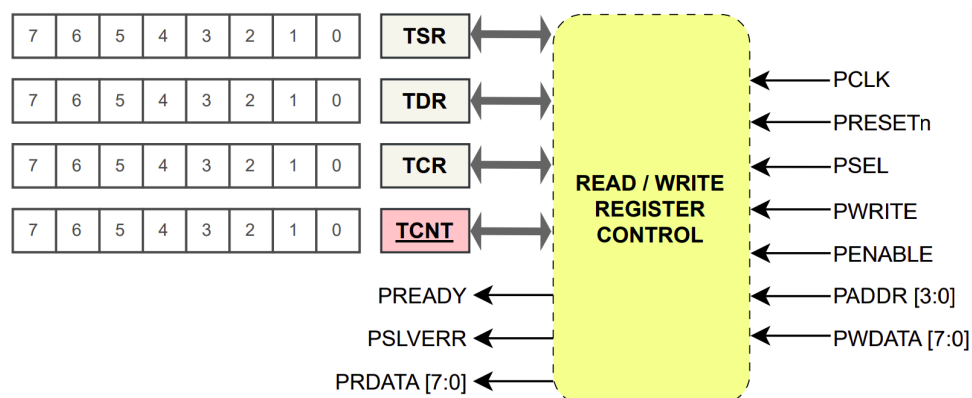 7 6 5 4 3 2 1 0 TSR
7 6 5 4 3 2 1 0 TDR
7 6 5 4 3 2 1 0 TCR
7 6 5 4 3 2 1 0 TCNT
PREADY
PSLVERR
PRDATA [7:0]
READ / WRITE
REGISTER
CONTROL
PCLK
PRESETn
PSEL
PWRITE
PENABLE
PADDR [3:0]
PWDATA [7:0]